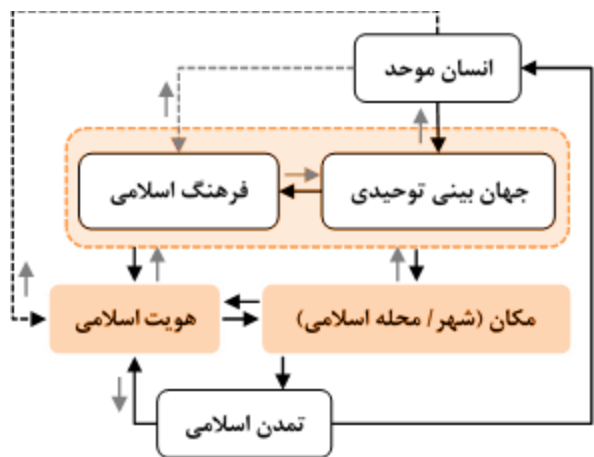 انسان موحد
جهان بینی توحیدی
فرهنگ اسلامی
مکان (شهر/ محله اسلامی)
هویت اسلامی
تمدن اسلامی